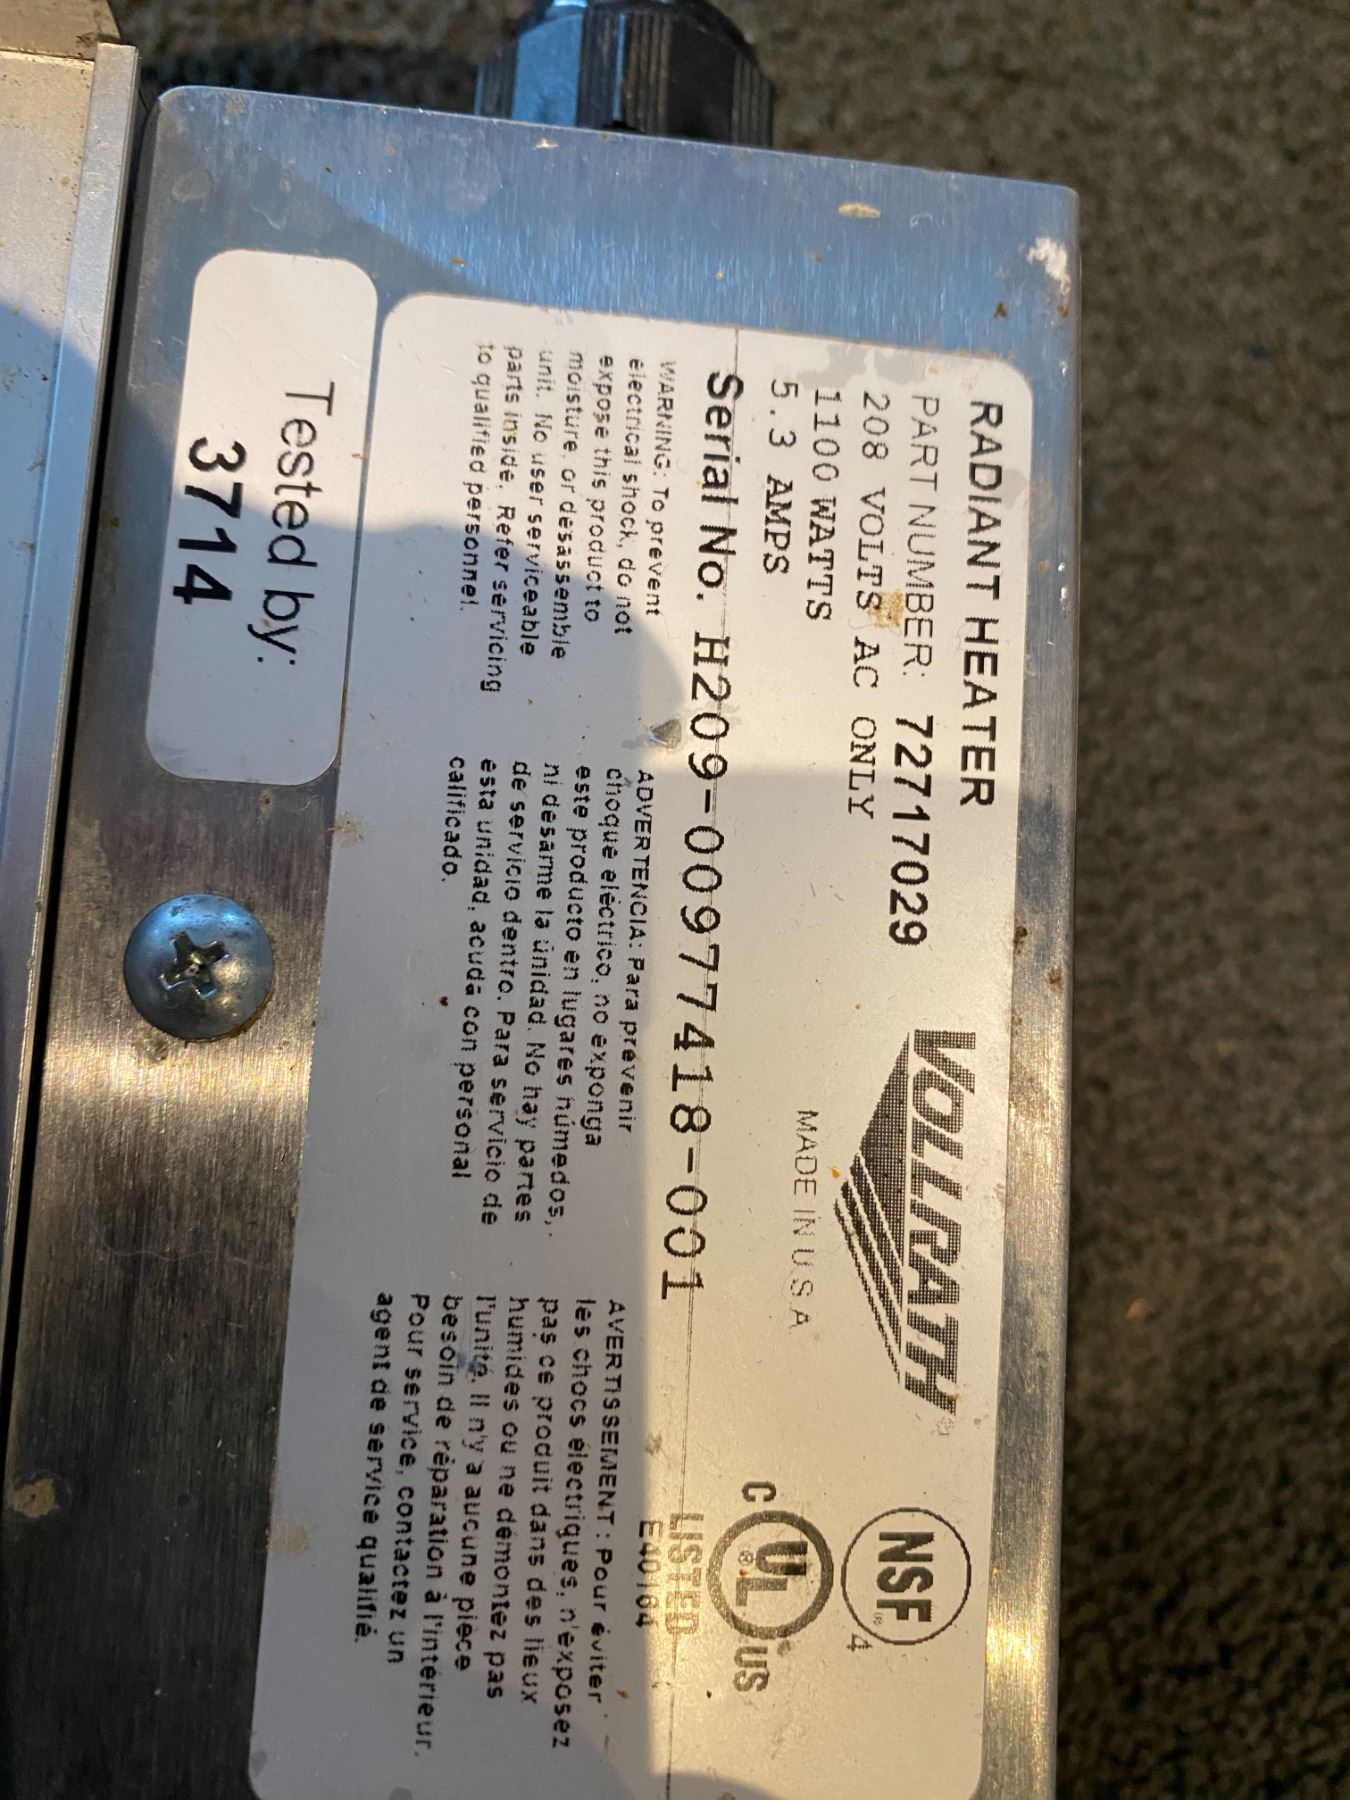 RADIANT HEATER
PART NUMBER: 72717029
208 VOLTS AC ONLY
1100 WATTS
5.3 AMPS
VOLLRATH®
MADE IN U.S.A.
NSF®
4
C UL® US
LISTED
E40164
Serial No. H209-00977418-001
WARNING: To prevent
electrical shock, do not
expose this product to
moisture, or desassemble
unit. No user serviceable
parts inside. Refer servicing
to qualified personnel.
ADVERTENCIA: Para prevenir
choque eléctrico, no exponga
este producto en lugares húmedos,
ni desarme la únidad. No hay partes
de servicio dentro. Para servicio de
esta unidad, acuda con personal
calificado.
AVERTISSEMENT: Pour éviter
les chocs électriques, n'exposez
pas ce produit dans des lieux
humides ou ne démontez pas
l'unité. Il n'y a aucune pièce
besoin de réparation à l'intérieur.
Pour service, contactez un
agent de service qualifié.
Tested by:
3714